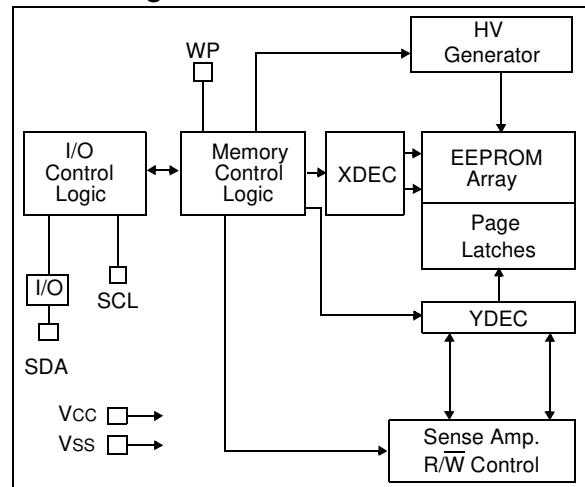 HV
Generator
WP
I/O
Control
Logic
Memory
Control
Logic
XDEC
EEPROM
Array
Page
Latches
I/O
SCL
SDA
YDEC
VCC
VSS
Sense Amp.
R/W̅ Control